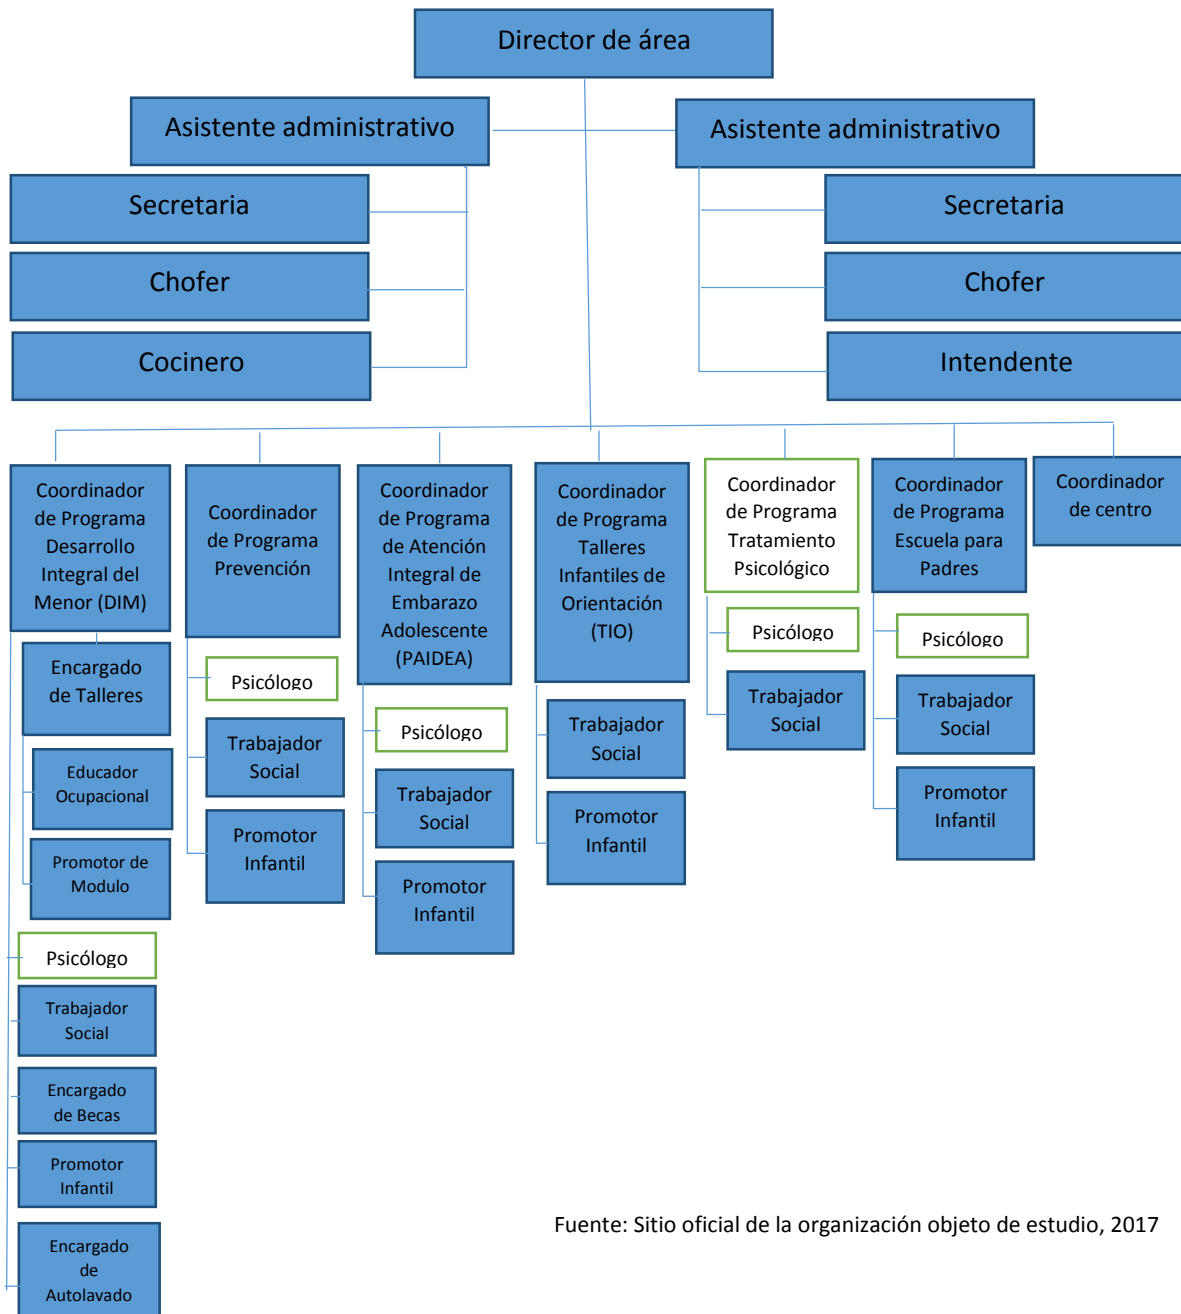 Director de área
Asistente administrativo
Asistente administrativo
Secretaria
Secretaria
Chofer
Chofer
Cocinero
Intendente
Coordinador
de Programa
Desarrollo
Integral del
Menor (DIM)
Encargado
de Talleres
Educador
Ocupacional
Promotor de
Modulo
Psicólogo
Trabajador
Social
Encargado
de Becas
Promotor
Infantil
Encargado
de
Autolavado
Coordinador
de Programa
Prevención
Psicólogo
Trabajador
Social
Promotor
Infantil
Coordinador
de Programa
de Atención
Integral de
Embarazo
Adolescente
(PAIDEA)
Psicólogo
Trabajador
Social
Promotor
Infantil
Coordinador
de Programa
Talleres
Infantiles de
Orientación
(TIO)
Trabajador
Social
Promotor
Infantil
Coordinador
de Programa
Tratamiento
Psicológico
Psicólogo
Trabajador
Social
Coordinador
de Programa
Escuela para
Padres
Psicólogo
Trabajador
Social
Promotor
Infantil
Coordinador
de centro
Fuente: Sitio oficial de la organización objeto de estudio, 2017